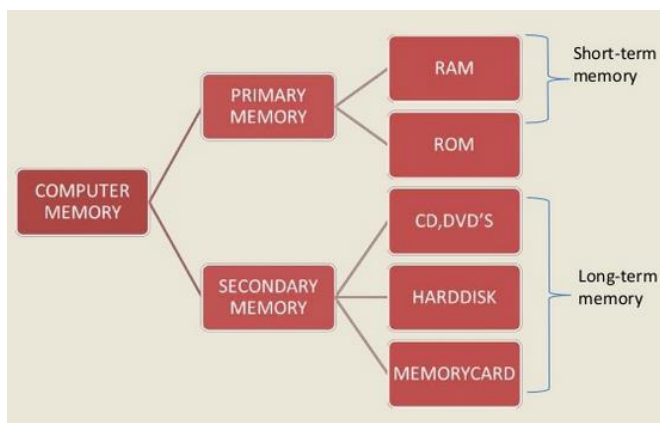 COMPUTER
MEMORY
PRIMARY
MEMORY
RAM
ROM
Short-term
memory
SECONDARY
MEMORY
CD,DVD'S
HARDDISK
MEMORYCARD
Long-term
memory